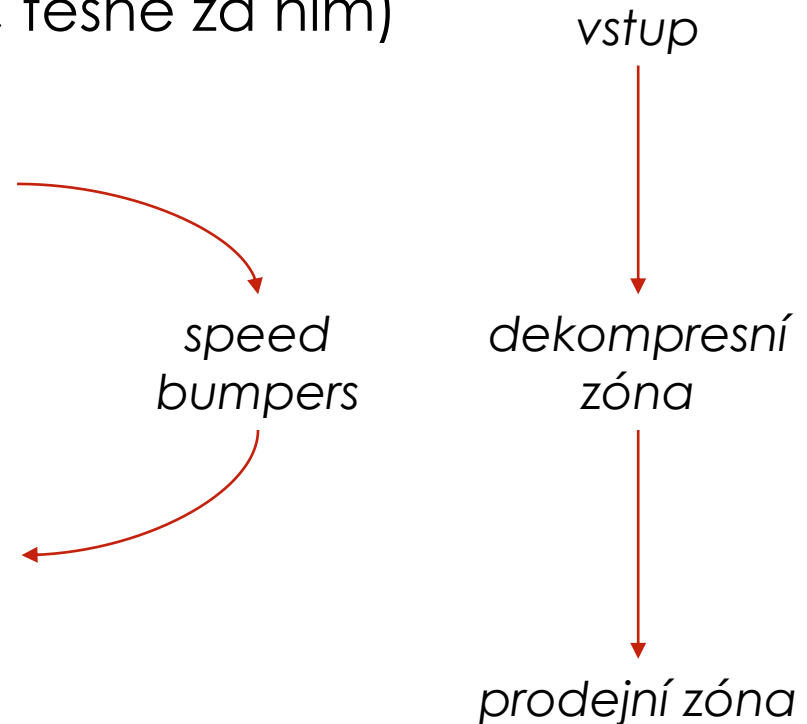 těsně za ním)
vstup
speed
bumpers
dekompresní
zóna
prodejní zóna